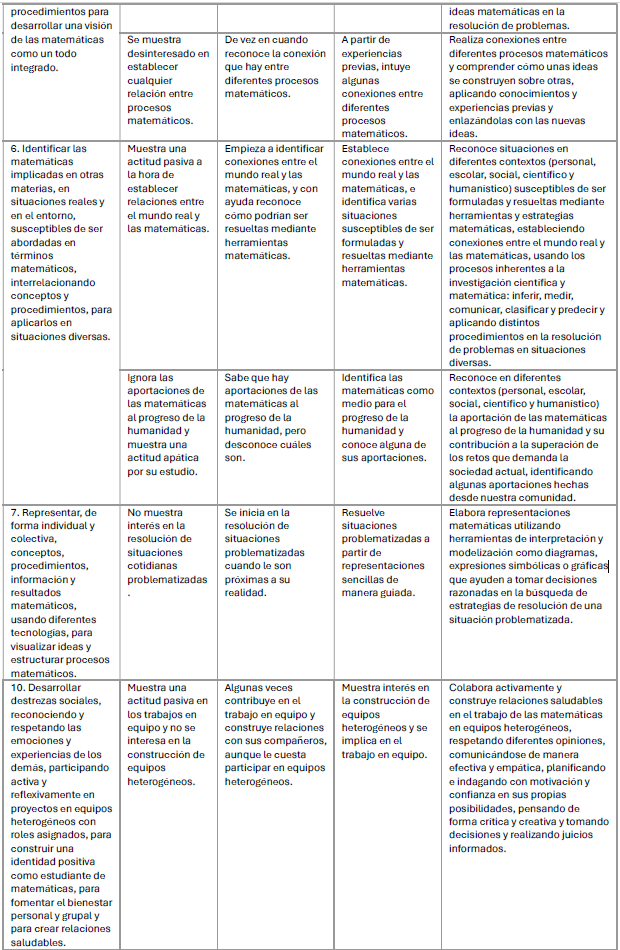 procedimientos para
desarrollar una visión
de las matemáticas
como un todo
integrado.
ideas matemáticas en la
resolución de problemas.
Se muestra
desinteresado en
establecer
cualquier
relación entre
procesos
matemáticos.
De vez en cuando
reconoce la conexión
que hay entre
diferentes procesos
matemáticos.
A partir de
experiencias
previas, intuye
algunas
conexiones entre
diferentes
procesos
matemáticos.
Realiza conexiones entre
diferentes procesos matemáticos
y comprender cómo unas ideas
se construyen sobre otras,
aplicando conocimientos y
experiencias previas y
enlazándolas con las nuevas
ideas.
6. Identificar las
matemáticas
implicadas en otras
materias, en
situaciones reales y
en el entorno,
susceptibles de ser
abordadas en
términos
matemáticos,
interrelacionando
conceptos y
procedimientos, para
aplicarlos en
situaciones diversas.
Muestra una
actitud pasiva a
la hora de
establecer
relaciones entre
el mundo real y
las matemáticas.
Empieza a identificar
conexiones entre el
mundo real y las
matemáticas, y con
ayuda reconoce
cómo podrían ser
resueltas mediante
herramientas
matemáticas.
Establece
conexiones entre el
mundo real y las
matemáticas, e
identifica varias
situaciones
susceptibles de ser
formuladas y
resueltas mediante
herramientas
matemáticas.
Reconoce situaciones en
diferentes contextos (personal,
escolar, social, científico y
humanístico) susceptibles de ser
formuladas y resueltas mediante
herramientas y estrategias
matemáticas, estableciendo
conexiones entre el mundo real y
las matemáticas, usando los
procesos inherentes a la
investigación científica y
matemática: inferir, medir,
comunicar, clasificar y predecir y
aplicando distintos
procedimientos en la resolución
de problemas en situaciones
diversas.
Ignora las
aportaciones de
las matemáticas
al progreso de la
humanidad y
muestra una
actitud apática
por su estudio.
Sabe que hay
aportaciones de las
matemáticas al
progreso de la
humanidad, pero
desconoce cuáles
son.
Identifica las
matemáticas como
medio para el
progreso de la
humanidad y
conoce alguna de
sus aportaciones.
Reconoce en diferentes
contextos (personal, escolar,
social, científico y humanístico)
la aportación de las matemáticas
al progreso de la humanidad y su
contribución a la superación de
los retos que demanda la
sociedad actual, identificando
algunas aportaciones hechas
desde nuestra comunidad.
7. Representar, de
forma individual y
colectiva,
conceptos,
procedimientos,
información y
resultados
matemáticos,
usando diferentes
tecnologías, para
visualizar ideas y
estructurar procesos
matemáticos.
No muestra
interés en la
resolución de
situaciones
cotidianas
problematizadas
.
Se inicia en la
resolución de
situaciones
problematizadas
cuando le son
próximas a su
realidad.
Resuelve
situaciones
problematizadas a
partir de
representaciones
sencillas de
manera guiada.
Elabora representaciones
matemáticas utilizando
herramientas de interpretación y
modelización como diagramas,
expresiones simbólicas o gráficas
que ayuden a tomar decisiones
razonadas en la búsqueda de
estrategias de resolución de una
situación problematizada.
10. Desarrollar
destrezas sociales,
reconociendo y
respetando las
emociones y
experiencias de los
demás, participando
activa y
reflexivamente en
proyectos en equipos
heterogéneos con
roles asignados, para
construir una
identidad positiva
como estudiante de
matemáticas, para
fomentar el bienestar
personal y grupal y
para crear relaciones
saludables.
Muestra una
actitud pasiva en
los trabajos en
equipo y no se
interesa en la
construcción de
equipos
heterogéneos.
Algunas veces
contribuye en el
trabajo en equipo y
construye relaciones
con sus compañeros,
aunque le cuesta
participar en equipos
heterogéneos.
Muestra interés en
la construcción de
equipos
heterogéneos y se
implica en el
trabajo en equipo.
Colabora activamente y
construye relaciones saludables
en el trabajo de las matemáticas
en equipos heterogéneos,
respetando diferentes opiniones,
comunicándose de manera
efectiva y empática, planificando
e indagando con motivación y
confianza en sus propias
posibilidades, pensando de
forma crítica y creativa y tomando
decisiones y realizando juicios
informados.